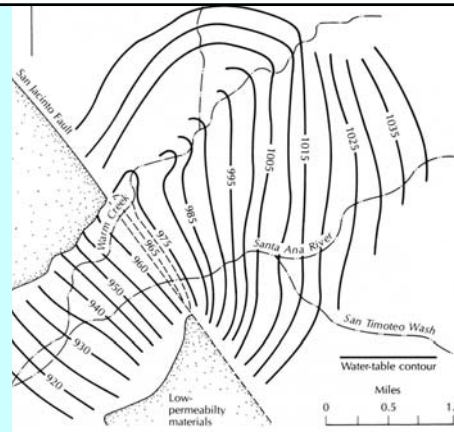 San Jacinto Fault
Warm Creek
975
965
960
950
940
930
920
985
995
1005
1015
1025
1035
Santa Ana River
San Timoteo Wash
Water-table contour
Low-
permeabilty
materials
Miles
0 0.5 1.